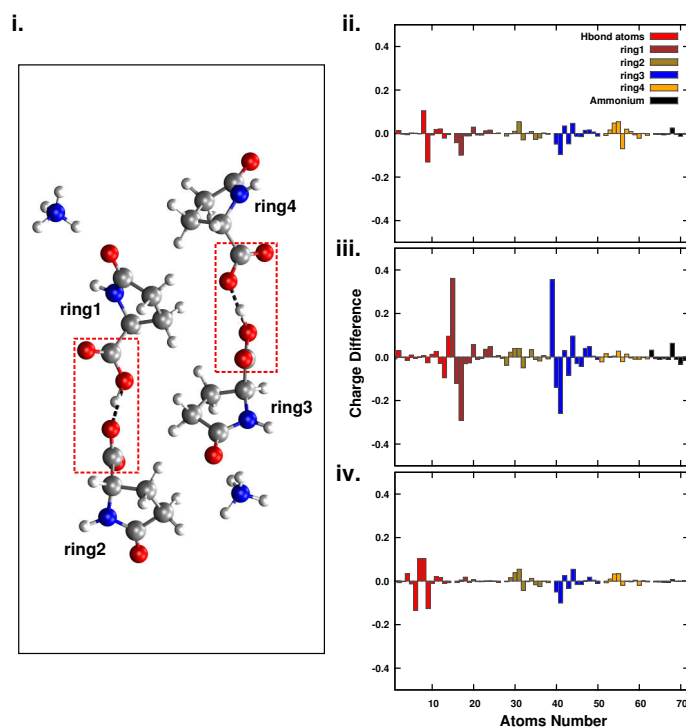 i.
ring4
ring1
ring3
ring2
ii.
0.4
0.2
0.0
-0.2
-0.4
Hbond atoms
ring1
ring2
ring3
ring4
Ammonium
iii.
0.4
0.2
0.0
-0.2
-0.4
Charge Difference
iv.
0.4
0.2
0.0
-0.2
-0.4
10 20 30 40 50 60 70
Atoms Number